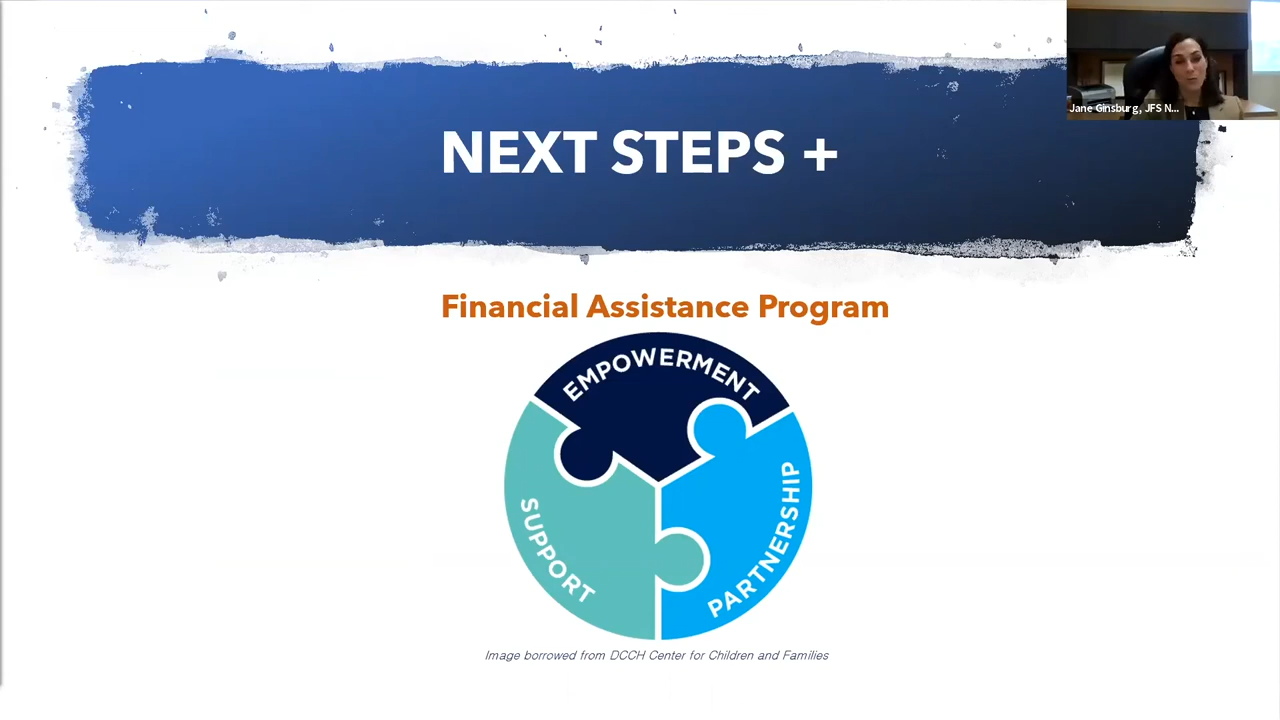 NEXT STEPS +
Jane Ginsburg, JFS N...
Financial Assistance Program
EMPOWERMENT
SUPPORT
PARTNERSHIP
Image borrowed from DCCH Center for Children and Families